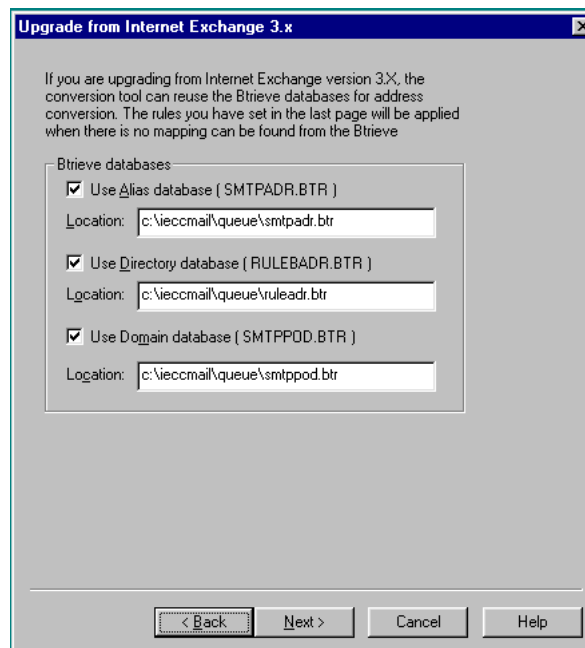 Upgrade from Internet Exchange 3.x
If you are upgrading from Internet Exchange version 3.X, the
conversion tool can reuse the Btrieve databases for address
conversion. The rules you have set in the last page will be applied
when there is no mapping can be found from the Btrieve
Btrieve databases
Use Alias database ( SMTPADR.BTR )
Location: c:\ieccmail\queue\smtpadr.btr
Use Directory database ( RULEBADR.BTR )
Location: c:\ieccmail\queue\ruleadr.btr
Use Domain database ( SMTPPOD.BTR )
Location: c:\ieccmail\queue\smtppod.btr
< Back Next > Cancel Help